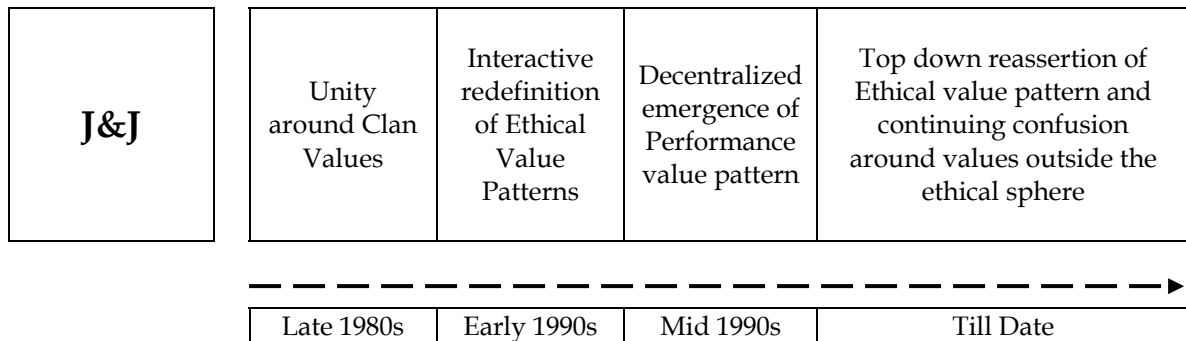 J&J
Unity
around Clan
Values
Interactive
redefinition
of Ethical
Value
Patterns
Decentralized
emergence of
Performance
value pattern
Top down reassertion of
Ethical value pattern and
continuing confusion
around values outside the
ethical sphere
Late 1980s
Early 1990s
Mid 1990s
Till Date